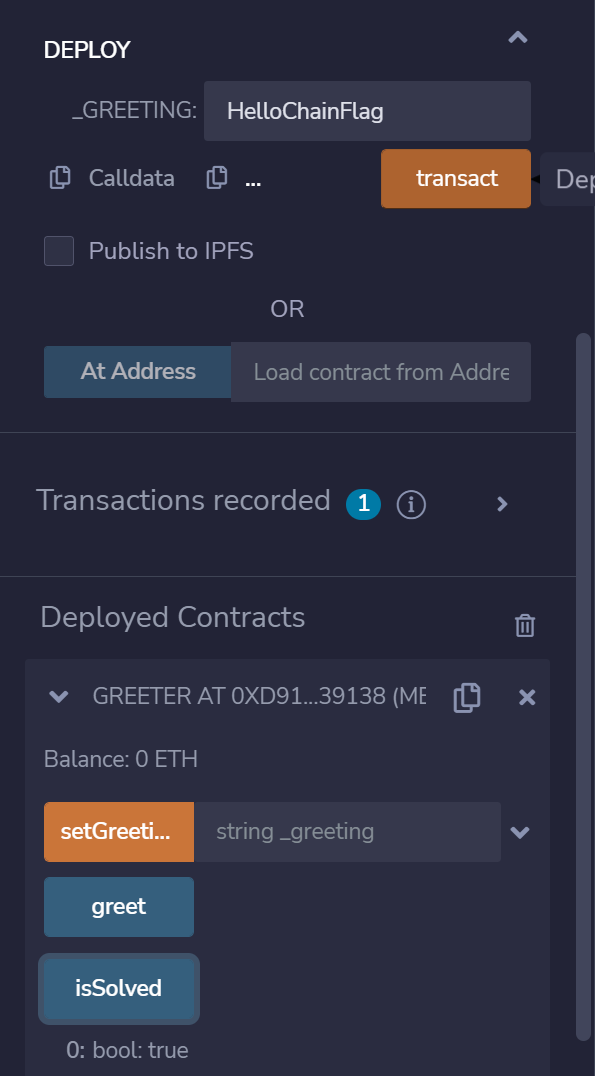 DEPLOY
_GREETING: HelloChainFlag
Calldata ... transact Dep
Publish to IPFS
OR
At Address Load contract from Addre
Transactions recorded 1 i
Deployed Contracts
GREETER AT 0XD91...39138 (ME
Balance: 0 ETH
setGreeti... string _greeting
greet
isSolved
0: bool: true